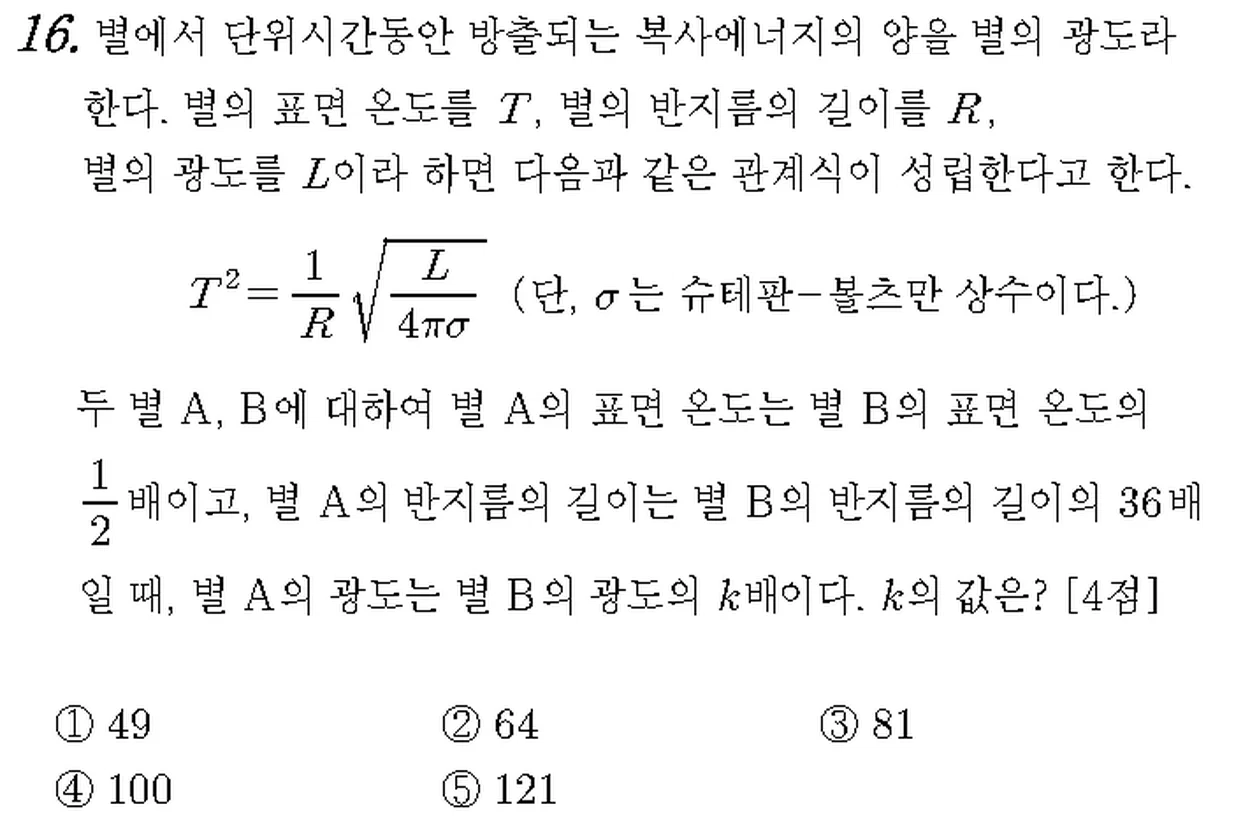 16. 별에서 단위시간동안 방출되는 복사에너지의 양을 별의 광도라
한다. 별의 표면 온도를 T, 별의 반지름의 길이를 R,
별의 광도를 L이라 하면 다음과 같은 관계식이 성립한다고 한다.
T² = 1/R √(L/4πσ) (단, σ는 슈테판-볼츠만 상수이다.)
두 별 A, B에 대하여 별 A의 표면 온도는 별 B의 표면 온도의
1/2 배이고, 별 A의 반지름의 길이는 별 B의 반지름의 길이의 36배
일 때, 별 A의 광도는 별 B의 광도의 k배이다. k의 값은? [4점]
① 49 ② 64 ③ 81
④ 100 ⑤ 121